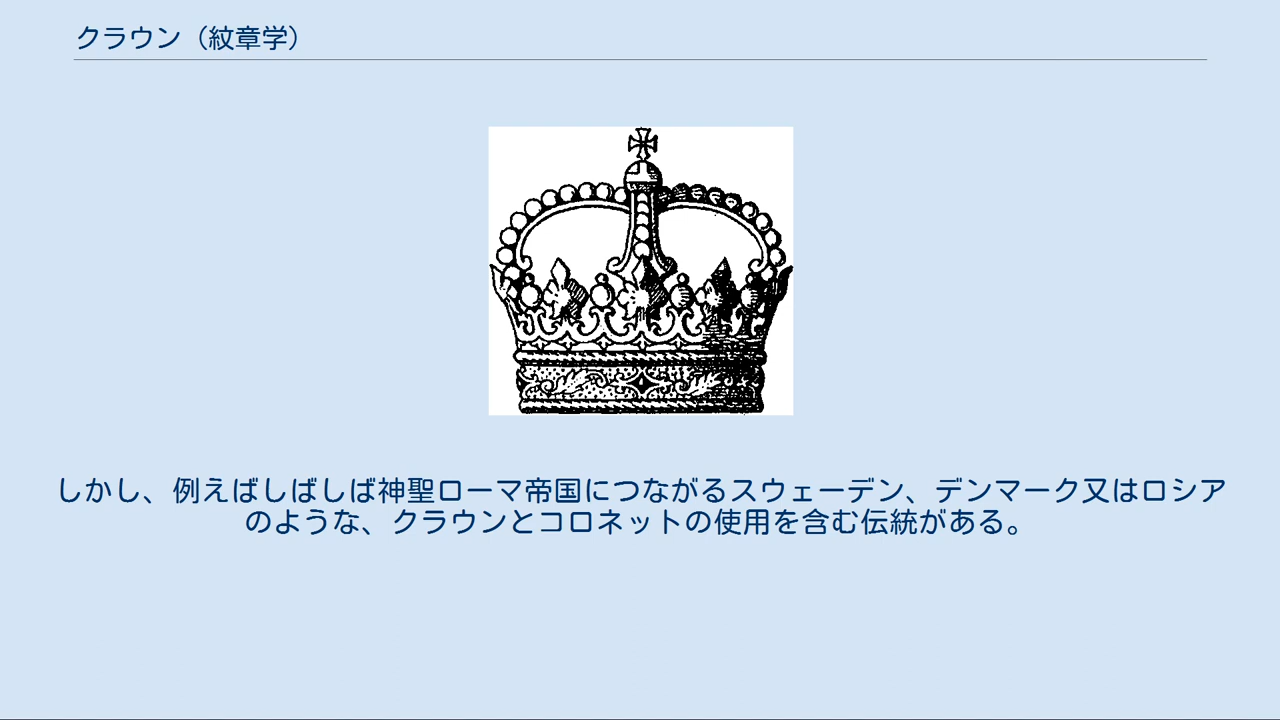 クラウン（紋章学）
しかし、例えばしばしば神聖ローマ帝国につながるスウェーデン、デンマーク又はロシア
のような、クラウンとコロネットの使用を含む伝統がある。